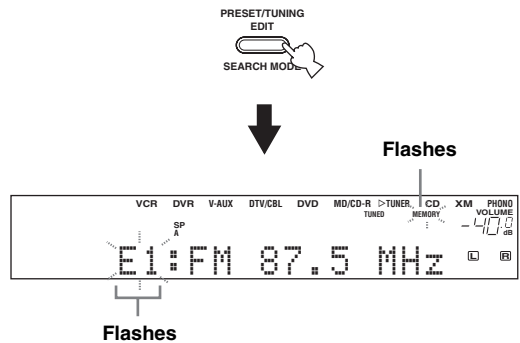 PRESET/TUNING
EDIT
SEARCH MODE
Flashes
VCR DVR V-AUX DTV/CBL DVD MD/CD-R ▷TUNER CD XM PHONO
TUNED MEMORY VOLUME
SP
A
-40.0
dB
E1:FM 87.5 MHz L R
Flashes